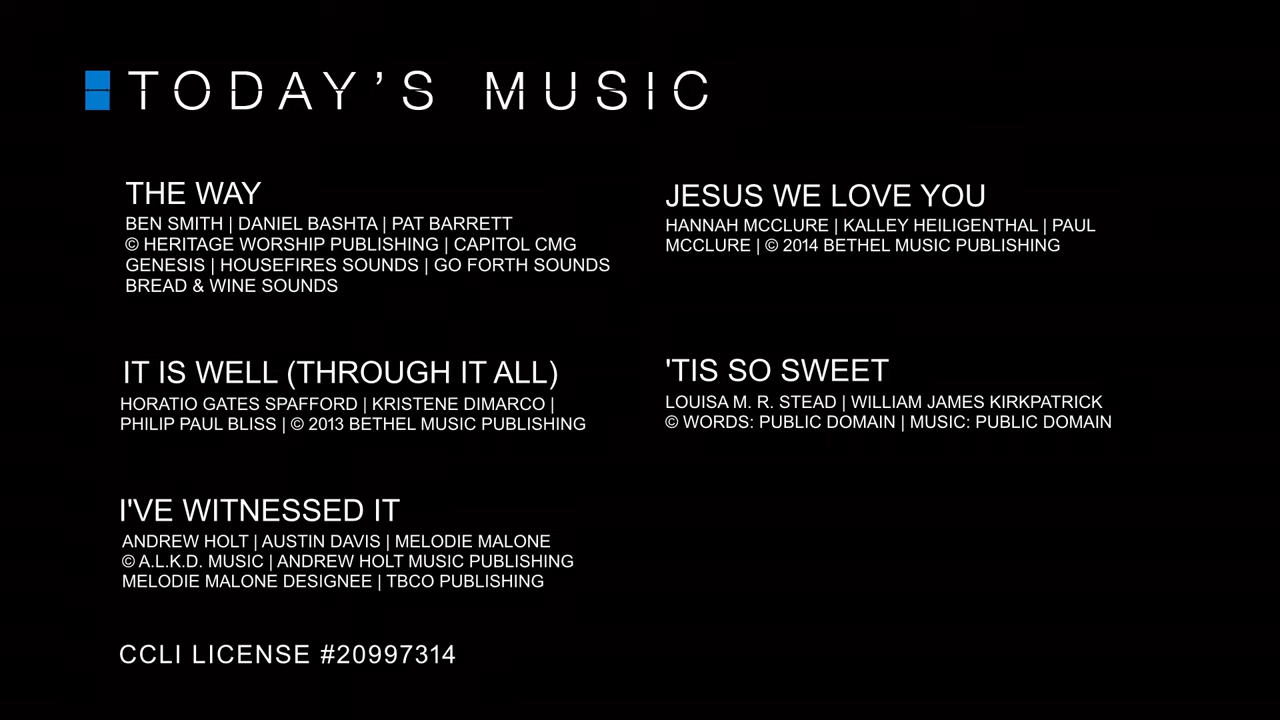 TODAY'S MUSIC
THE WAY
BEN SMITH | DANIEL BASHTA | PAT BARRETT
© HERITAGE WORSHIP PUBLISHING | CAPITOL CMG
GENESIS | HOUSEFIRES SOUNDS | GO FORTH SOUNDS
BREAD & WINE SOUNDS
IT IS WELL (THROUGH IT ALL)
HORATIO GATES SPAFFORD | KRISTENE DIMARCO |
PHILIP PAUL BLISS | © 2013 BETHEL MUSIC PUBLISHING
I'VE WITNESSED IT
ANDREW HOLT | AUSTIN DAVIS | MELODIE MALONE
© A.L.K.D. MUSIC | ANDREW HOLT MUSIC PUBLISHING
MELODIE MALONE DESIGNEE | TBCO PUBLISHING
JESUS WE LOVE YOU
HANNAH MCCLURE | KALLEY HEILIGENTHAL | PAUL
MCCLURE | © 2014 BETHEL MUSIC PUBLISHING
'TIS SO SWEET
LOUISA M. R. STEAD | WILLIAM JAMES KIRKPATRICK
© WORDS: PUBLIC DOMAIN | MUSIC: PUBLIC DOMAIN
CCLI LICENSE #20997314